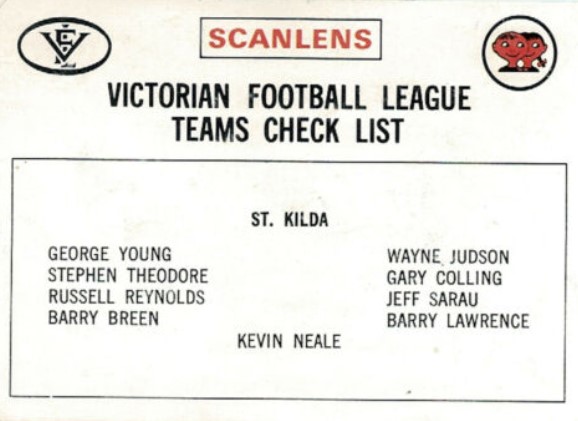 SCANLENS
VICTORIAN FOOTBALL LEAGUE
TEAMS CHECK LIST
ST. KILDA
GEORGE YOUNG WAYNE JUDSON
STEPHEN THEODORE GARY COLLING
RUSSELL REYNOLDS JEFF SARAU
BARRY BREEN BARRY LAWRENCE
KEVIN NEALE